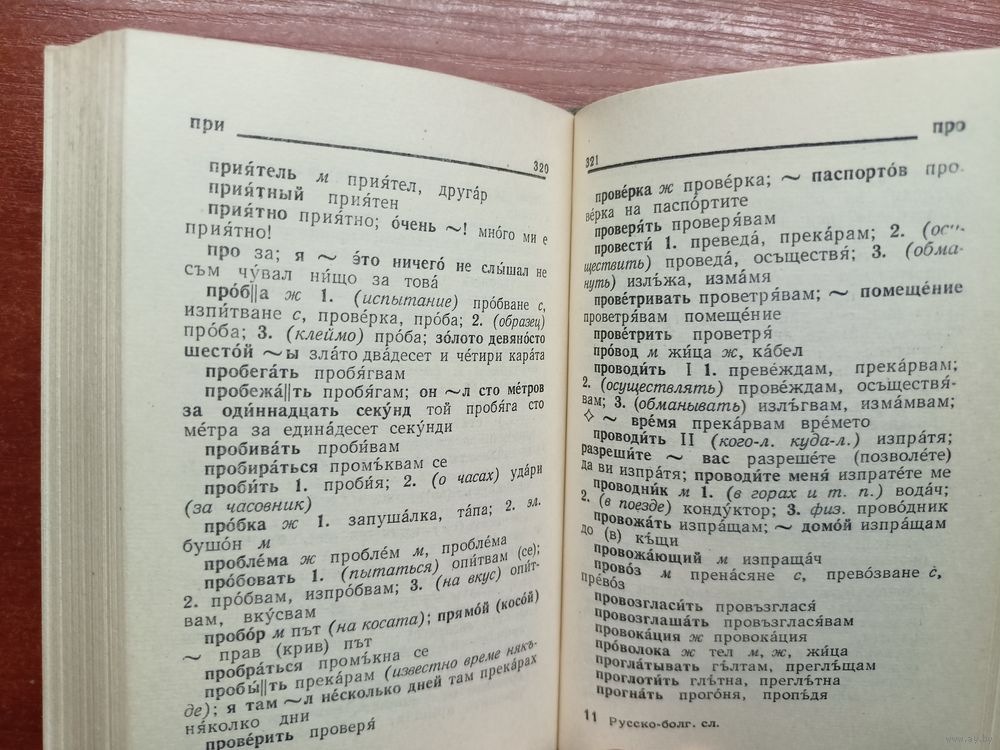 при
320
прия́тель м прия́тел, друга́р
прия́тный прия́тен
прия́тно прия́тно; о́чень ~! мно́го ми е
прия́тно!
про за; я ~ э́то ничего́ не слы́шал не
съм чу́вал ни́що за това́
про́б||а ж 1. (испытание) про́бване с,
изпи́тване с, прове́рка, про́ба; 2. (образец)
про́ба; 3. (клеймо) про́ба; зо́лото девяно́сто
шесто́й ~ы зла́то два́десет и че́тири кара́та
пробега́ть пробя́гвам
пробежа́||ть пробя́гам; он ~л сто ме́тров
за оди́ннадцать секу́нд той пробя́га сто
ме́тра за едина́десет секу́нди
пробива́ть проби́вам
пробира́ться промъ́квам се
проби́ть 1. проби́я; 2. (о часах) уда́ри
(за часовник)
про́бка ж 1. запуша́лка, та́па; 2. эл.
бушо́н м
пробле́ма ж пробле́м м, пробле́ма
про́бовать 1. (пытаться) опи́твам (се);
2. про́бвам, изпро́бвам; 3. (на вкус) опи́т-
вам, вкуся́вам
пробо́р м път (на косата); прямо́й (косо́й)
~ прав (крив) път
пробра́ться промъ́кна се
пробы́||ть прека́рам (известно време някъ-
де); я там ~л не́сколько дней там прека́рах
ня́колко дни
прове́рить прове́ря
321
про
прове́рка ж прове́рка; ~ паспорто́в про-
ве́рка на паспо́ртите
проверя́ть проверя́вам
провести́ 1. преведа́, прека́рам; 2. (осу-
ществить) проведа́, осъществя́; 3. (обма-
нуть) излъ́жа, изма́мя
прове́тривать проветря́вам; ~ помеще́ние
проветря́вам помеще́ние
прове́трить проветря́
про́вод м жи́ца ж, ка́бел
проводи́ть I 1. преве́ждам, прека́рвам;
2. (осуществлять) прове́ждам, осъществя́-
вам; 3. (обманывать) излъ́гвам, изма́мвам;
✧ ~ вре́мя прека́рвам вре́мето
проводи́ть II (кого-л. куда-л.) изпра́тя;
разреши́те ~ вас разреше́те (позволе́те)
да ви изпра́тя; проводи́те меня́ изпрате́те ме
проводни́к м 1. (в горах и т. п.) вода́ч;
2. (в поезде) конду́ктор; 3. физ. прово́дник
провожа́ть изпра́щам; ~ домо́й изпра́щам
до (в) къ́щи
провожа́ющий м изпраща́ч
прово́з м прена́сяне с, прево́зване с,
прево́з
провозгласи́ть провъзглася́
провозглаша́ть провъзглася́вам
провока́ция ж провока́ция
про́волока ж тел м, ж, жи́ца
прогла́тывать гъ́лтам, преглъ́щам
проглоти́ть глъ́тна, преглъ́тна
прогна́ть прого́ня, пропъ́дя
11 Русско-болг. сл.
www.ay.by